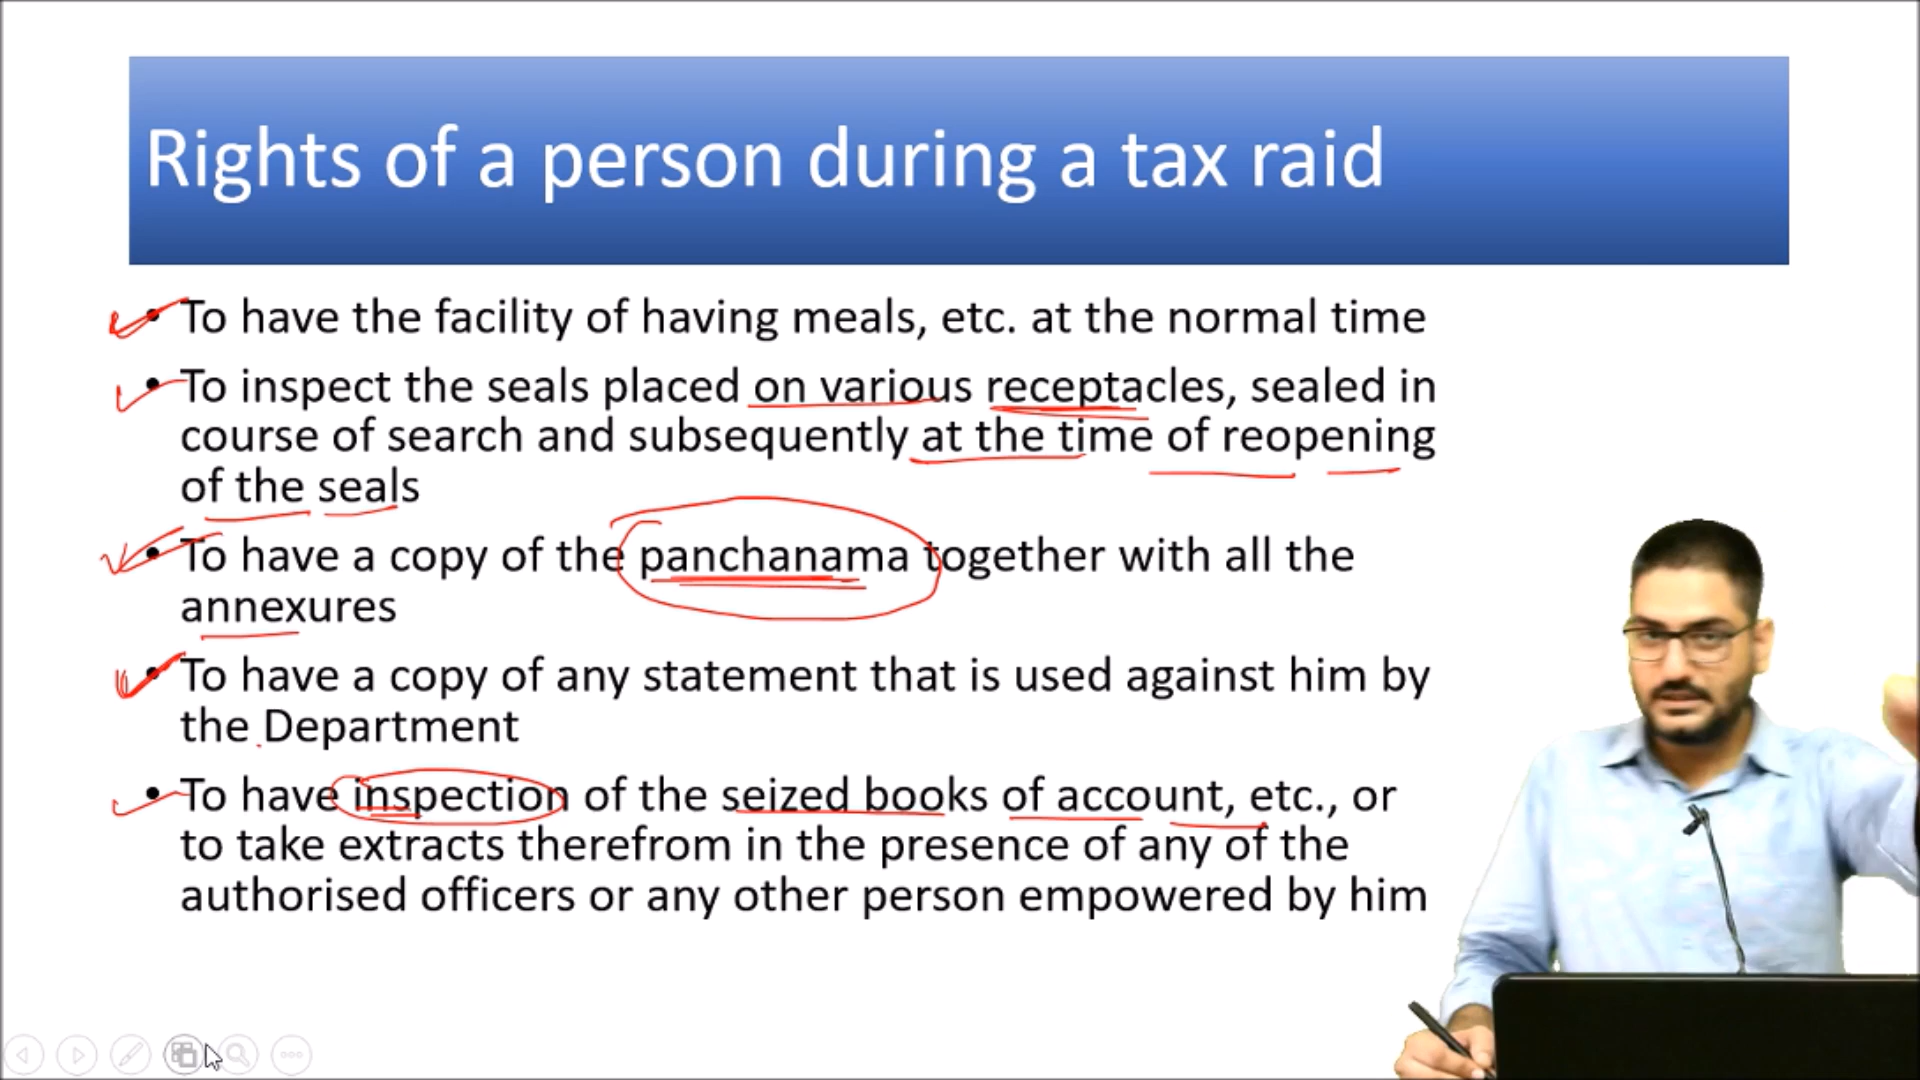 Rights of a person during a tax raid
• To have the facility of having meals, etc. at the normal time
• To inspect the seals placed on various receptacles, sealed in
course of search and subsequently at the time of reopening
of the seals
• To have a copy of the panchanama together with all the
annexures
• To have a copy of any statement that is used against him by
the Department
• To have inspection of the seized books of account, etc., or
to take extracts therefrom in the presence of any of the
authorised officers or any other person empowered by him